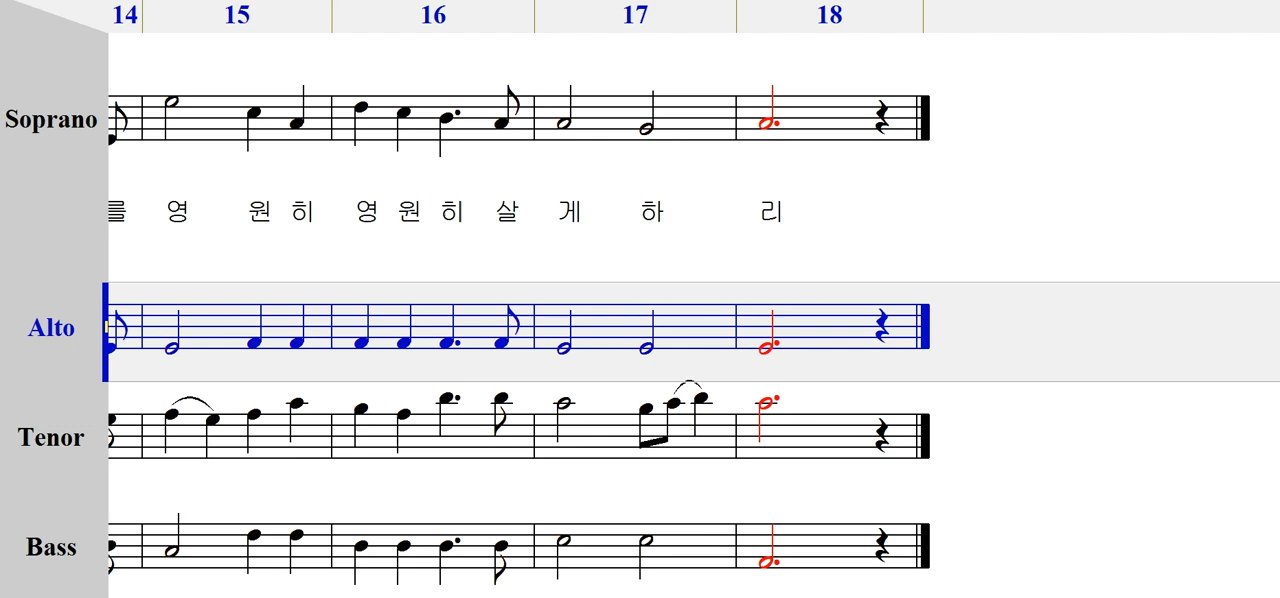 14 15 16 17 18
Soprano
를 영 원 히 영 원 히 살 게 하 리
Alto
Tenor
Bass